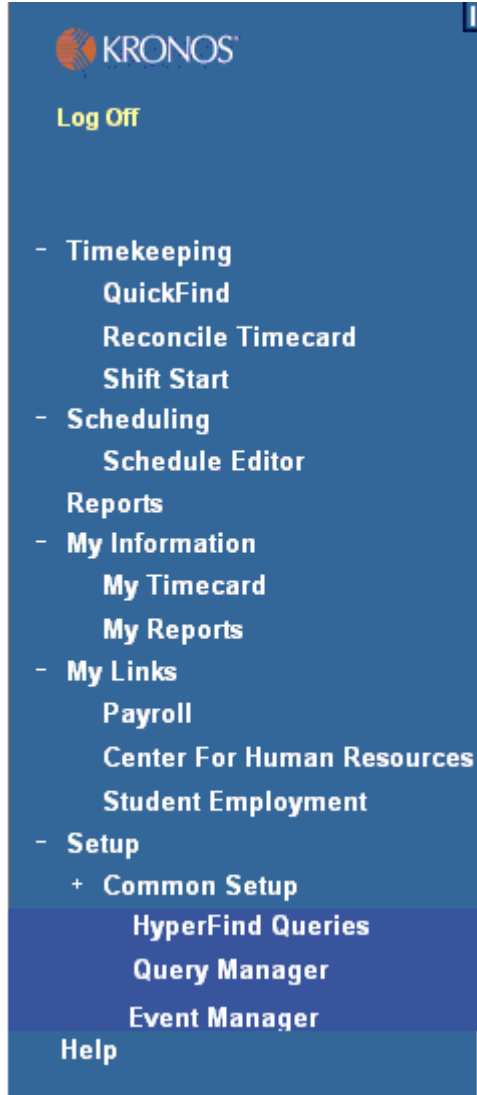 KRONOS
Log Off
- Timekeeping
QuickFind
Reconcile Timecard
Shift Start
- Scheduling
Schedule Editor
Reports
- My Information
My Timecard
My Reports
- My Links
Payroll
Center For Human Resources
Student Employment
- Setup
+ Common Setup
HyperFind Queries
Query Manager
Event Manager
Help